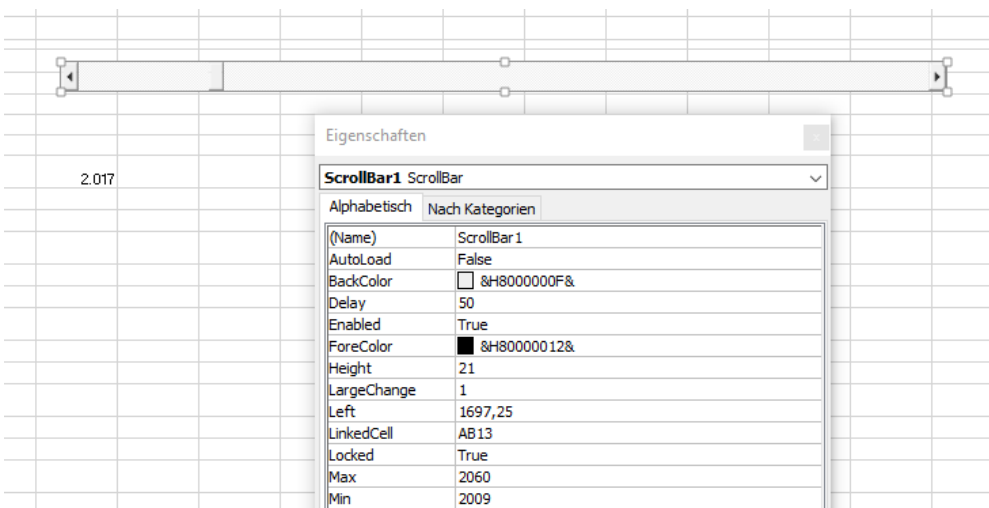 Eigenschaften
2.017
ScrollBar1 ScrollBar
Alphabetisch Nach Kategorien
(Name) ScrollBar1
AutoLoad False
BackColor &H8000000F&
Delay 50
Enabled True
ForeColor &H80000012&
Height 21
LargeChange 1
Left 1697,25
LinkedCell AB13
Locked True
Max 2060
Min 2009